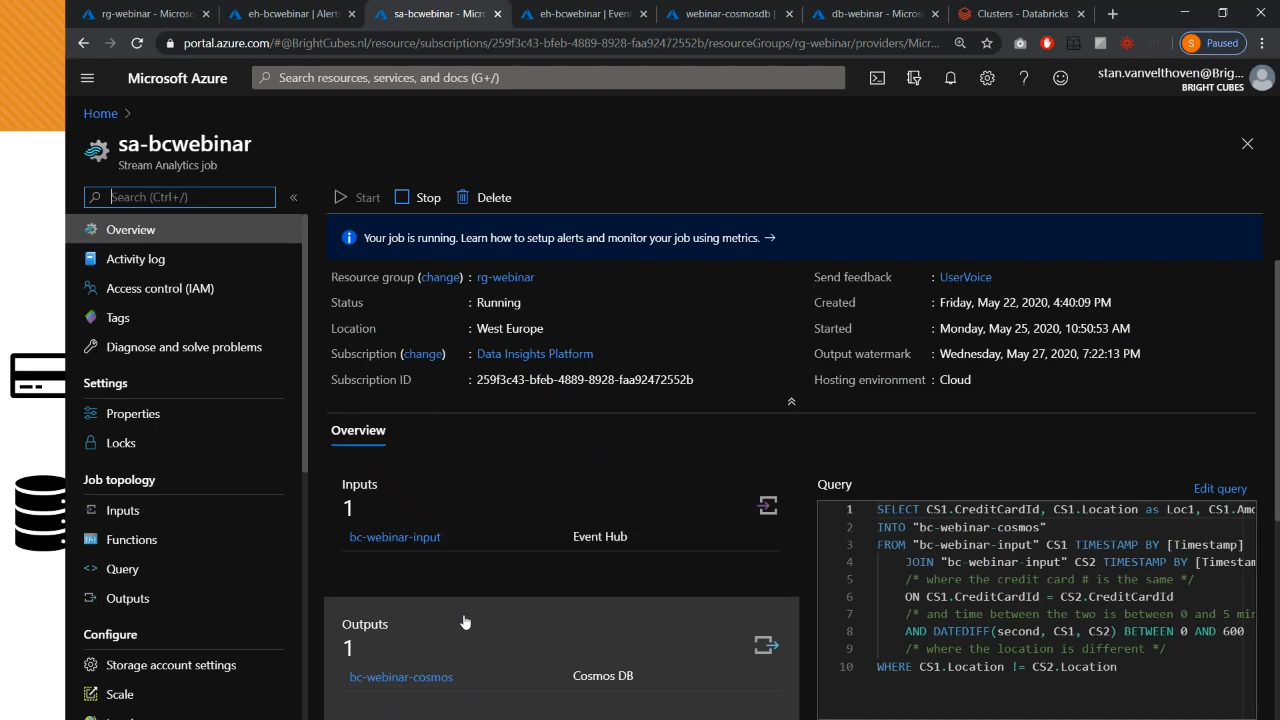 rg-webinar - Microso
eh-bcwebinar | Alert
sa-bcwebinar - Micro
eh-bcwebinar | Event
webinar-cosmosdb |
db-webinar - Microso
Clusters - Databricks
portal.azure.com/#@BrightCubes.nl/resource/subscriptions/259f3c43-bfeb-4889-8928-faa92472552b/resourceGroups/rg-webinar/providers/Micr...
S Paused
Microsoft Azure
Search resources, services, and docs (G+/)
stan.vanvelthoven@Brig...
BRIGHT CUBES
Home >
sa-bcwebinar
Stream Analytics job
Search (Ctrl+/)
«
Start
Stop
Delete
Overview
Activity log
Access control (IAM)
Tags
Diagnose and solve problems
Settings
Properties
Locks
Job topology
Inputs
Functions
Query
Outputs
Configure
Storage account settings
Scale
Your job is running. Learn how to setup alerts and monitor your job using metrics. →
Resource group (change) : rg-webinar
Status : Running
Location : West Europe
Subscription (change) : Data Insights Platform
Subscription ID : 259f3c43-bfeb-4889-8928-faa92472552b
Send feedback : UserVoice
Created : Friday, May 22, 2020, 4:40:09 PM
Started : Monday, May 25, 2020, 10:50:53 AM
Output watermark : Wednesday, May 27, 2020, 7:22:13 PM
Hosting environment : Cloud
Overview
Inputs
1
bc-webinar-input Event Hub
Outputs
1
bc-webinar-cosmos Cosmos DB
Query
Edit query
1 SELECT CS1.CreditCardId, CS1.Location as Loc1, CS1.Amo
2 INTO "bc-webinar-cosmos"
3 FROM "bc-webinar-input" CS1 TIMESTAMP BY [Timestamp]
4 JOIN "bc-webinar-input" CS2 TIMESTAMP BY [Timestam
5 /* where the credit card # is the same */
6 ON CS1.CreditCardId = CS2.CreditCardId
7 /* and time between the two is between 0 and 5 min
8 AND DATEDIFF(second, CS1, CS2) BETWEEN 0 AND 600
9 /* where the location is different */
10 WHERE CS1.Location != CS2.Location